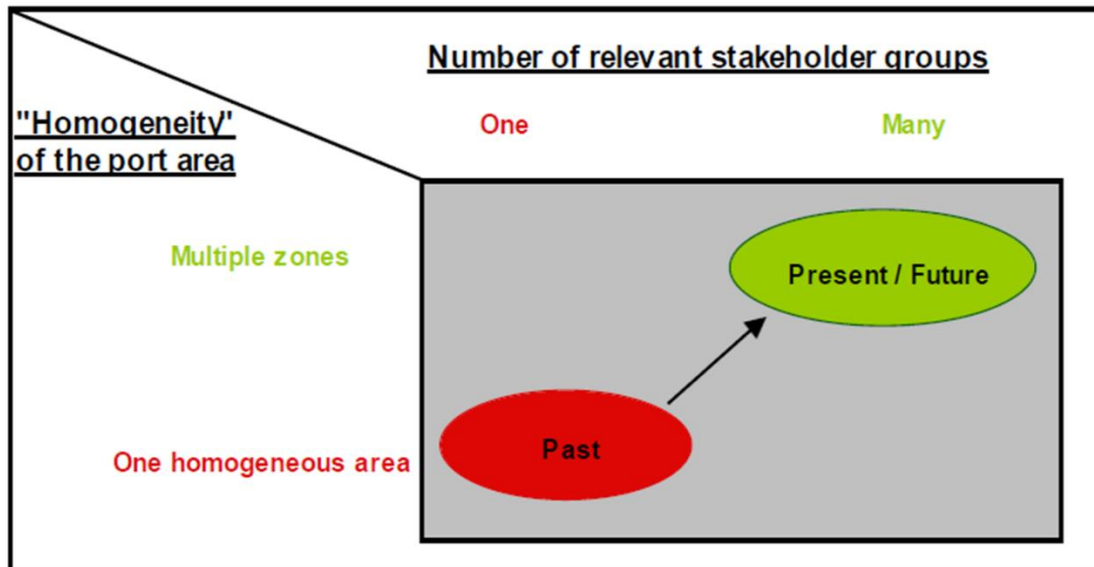 Number of relevant stakeholder groups
"Homogeneity"
of the port area
One
Many
Multiple zones
Present / Future
Past
One homogeneous area